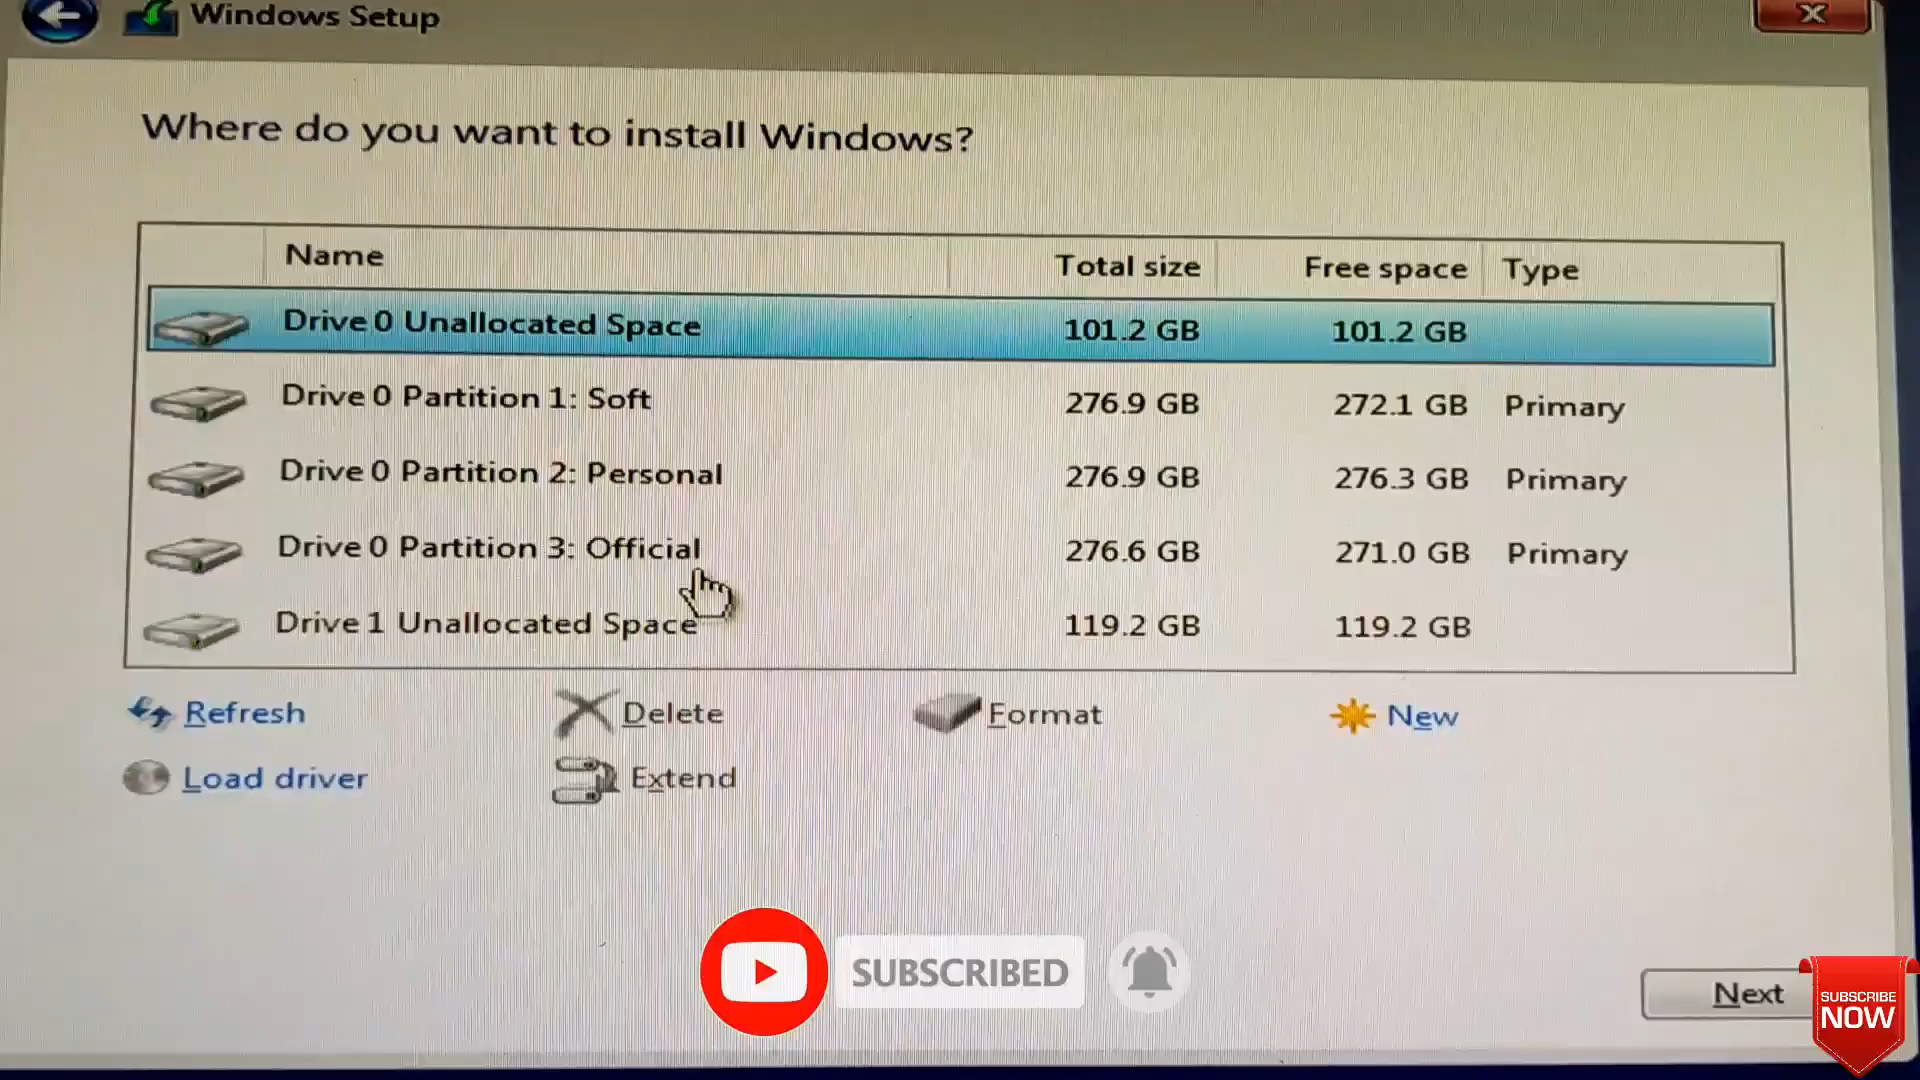 Windows Setup
Where do you want to install Windows?
Name Total size Free space Type
Drive 0 Unallocated Space 101.2 GB 101.2 GB
Drive 0 Partition 1: Soft 276.9 GB 272.1 GB Primary
Drive 0 Partition 2: Personal 276.9 GB 276.3 GB Primary
Drive 0 Partition 3: Official 276.6 GB 271.0 GB Primary
Drive 1 Unallocated Space 119.2 GB 119.2 GB
Refresh Delete Format New
Load driver Extend
SUBSCRIBED
Next
SUBSCRIBE
NOW